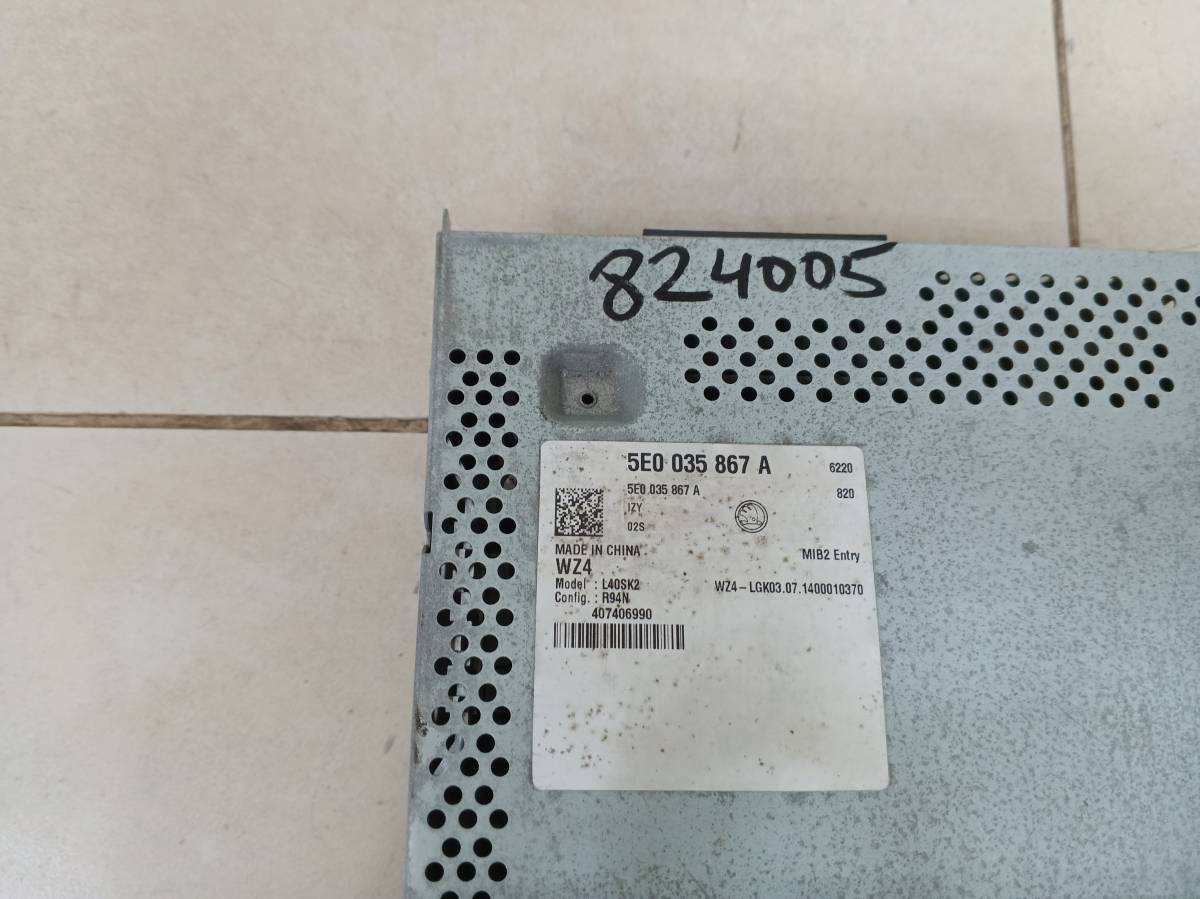 824005
5E0 035 867 A 6220
5E0 035 867 A 820
IZY
02S
MADE IN CHINA MIB2 Entry
WZ4
Model : L40SK2 WZ4-LGK03.07.1400010370
Config. : R94N
407406990